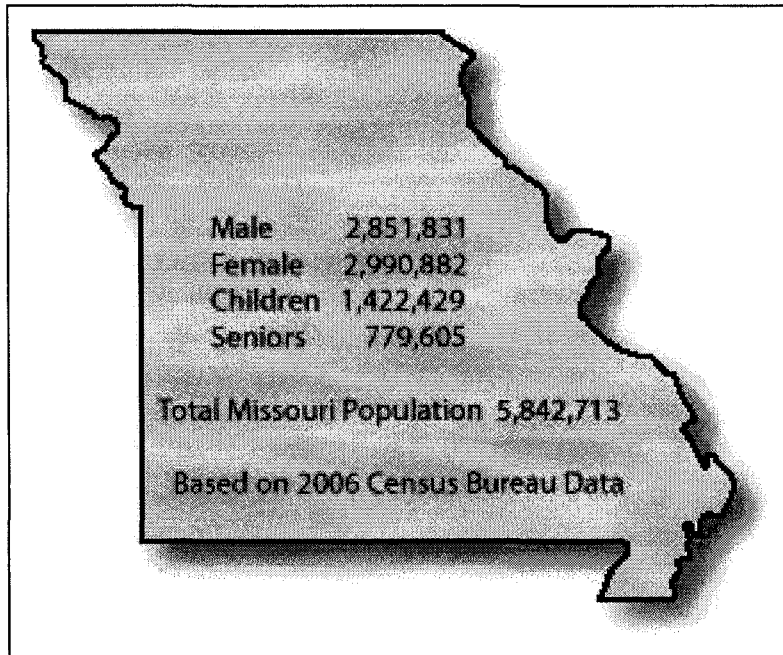 Male 2,851,831
Female 2,990,882
Children 1,422,429
Seniors 779,605
Total Missouri Population 5,842,713
Based on 2006 Census Bureau Data